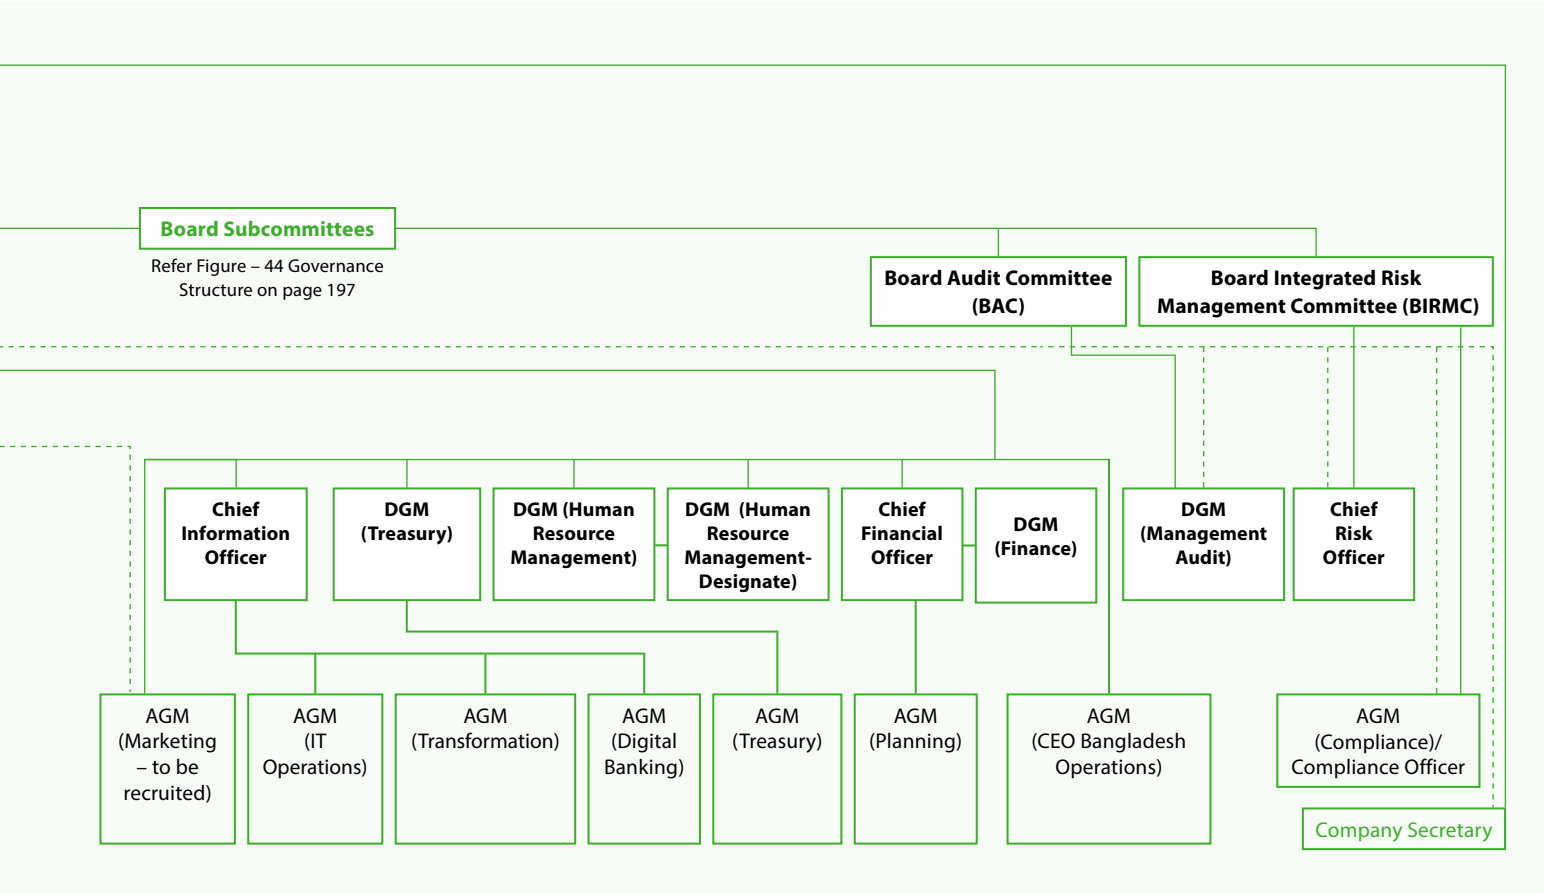 Board Subcommittees
Refer Figure – 44 Governance
Structure on page 197
Board Audit Committee
(BAC)
Board Integrated Risk
Management Committee (BIRMC)
Chief
Information
Officer
DGM
(Treasury)
DGM (Human
Resource
Management)
DGM (Human
Resource
Management-
Designate)
Chief
Financial
Officer
DGM
(Finance)
DGM
(Management
Audit)
Chief
Risk
Officer
AGM
(Marketing
– to be
recruited)
AGM
(IT
Operations)
AGM
(Transformation)
AGM
(Digital
Banking)
AGM
(Treasury)
AGM
(Planning)
AGM
(CEO Bangladesh
Operations)
AGM
(Compliance)/
Compliance Officer
Company Secretary